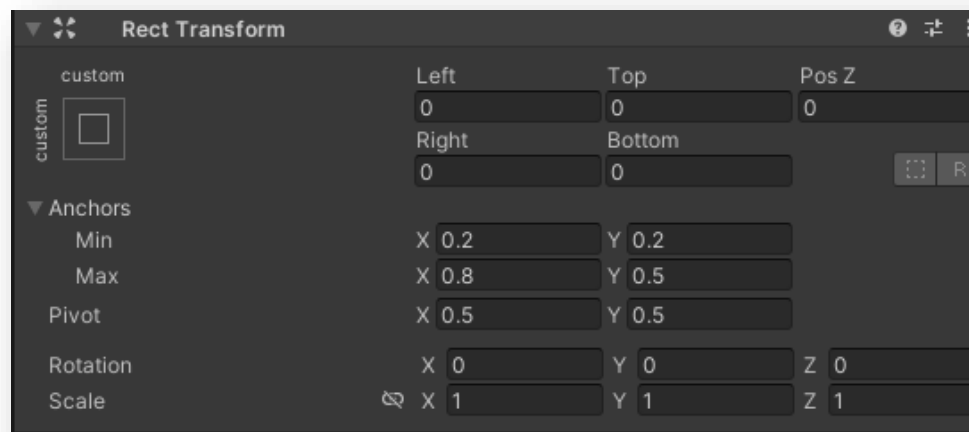 Rect Transform
custom
custom
Left Top Pos Z
0 0 0
Right Bottom
0 0
R
Anchors
Min X 0.2 Y 0.2
Max X 0.8 Y 0.5
Pivot X 0.5 Y 0.5
Rotation X 0 Y 0 Z 0
Scale X 1 Y 1 Z 1